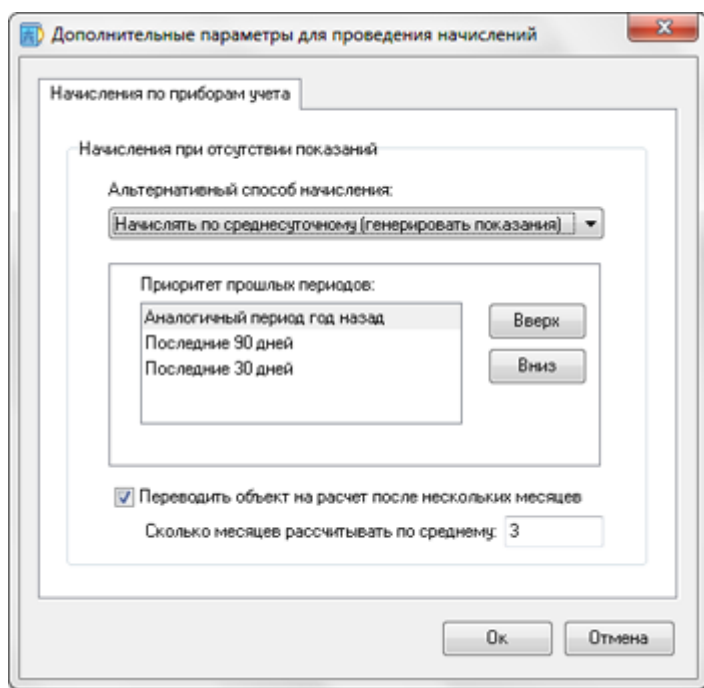 Дополнительные параметры для проведения начислений
Начисления по приборам учета
Начисления при отсутствии показаний
Альтернативный способ начисления:
Начислять по среднесуточному (генерировать показания)
Приоритет прошлых периодов:
Аналогичный период год назад
Последние 90 дней
Последние 30 дней
Вверх
Вниз
Переводить объект на расчет после нескольких месяцев
Сколько месяцев рассчитывать по среднему: 3
Ок Отмена